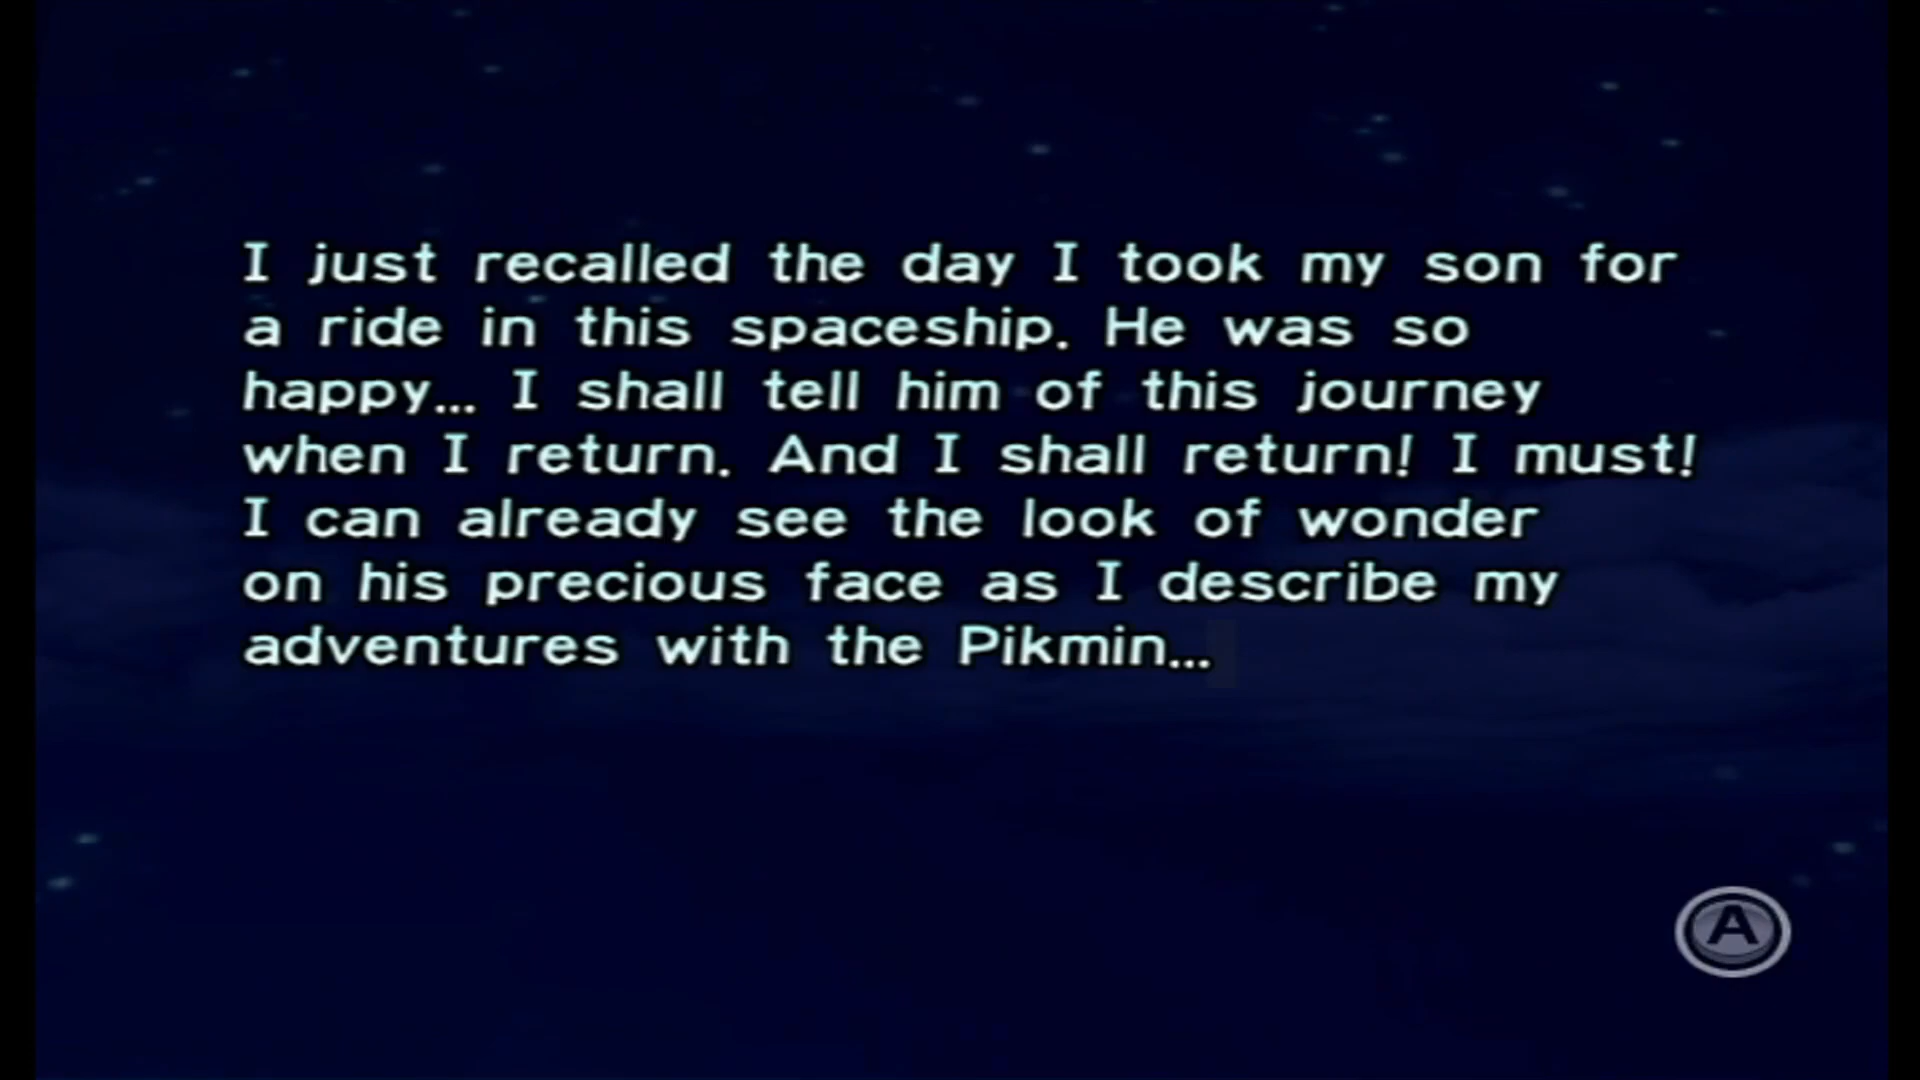 I just recalled the day I took my son for
a ride in this spaceship. He was so
happy... I shall tell him of this journey
when I return. And I shall return! I must!
I can already see the look of wonder
on his precious face as I describe my
adventures with the Pikmin...
A